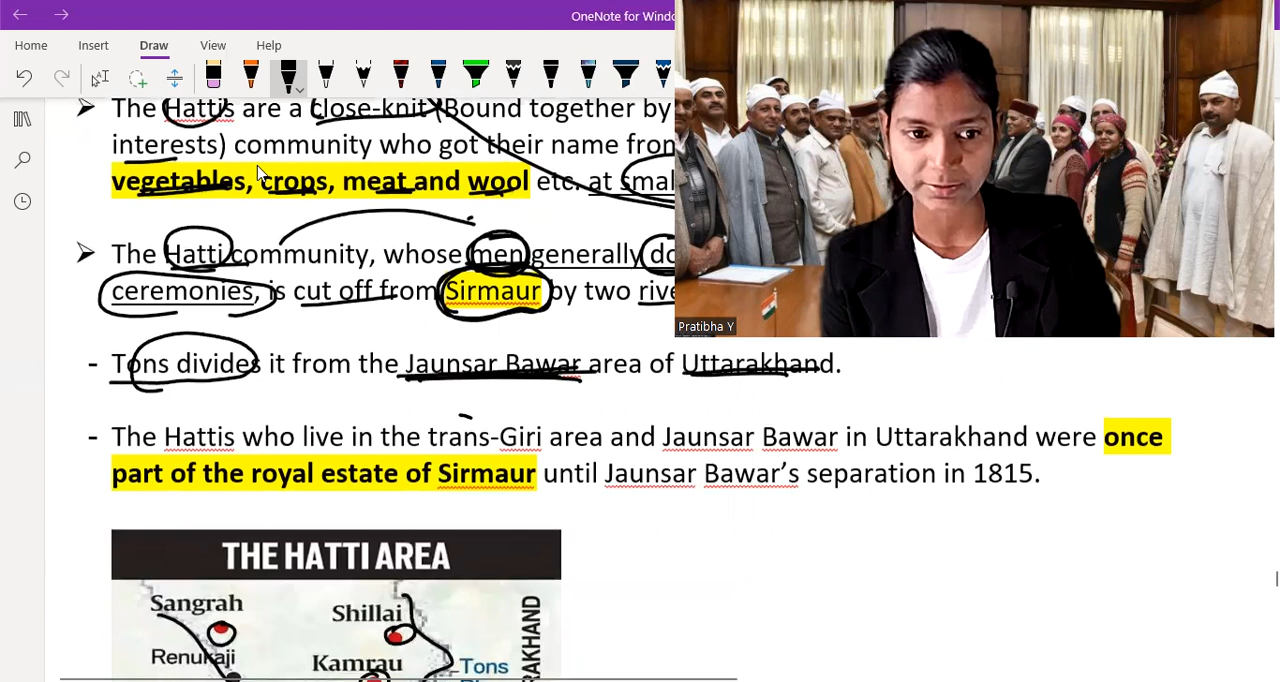 OneNote for Windo
Home Insert Draw View Help
The Hattis are a close-knit (Bound together by
interests) community who got their name from
vegetables, crops, meat and wool etc. at smal
The Hatti community, whose men generally do
ceremonies, is cut off from Sirmaur by two rive
Pratibha Y
- Tons divides it from the Jaunsar Bawar area of Uttarakhand.
- The Hattis who live in the trans-Giri area and Jaunsar Bawar in Uttarakhand were once
part of the royal estate of Sirmaur until Jaunsar Bawar’s separation in 1815.
THE HATTI AREA
Sangrah
Shillai
Renukaji
Kamrau
Tons
RAKHAND